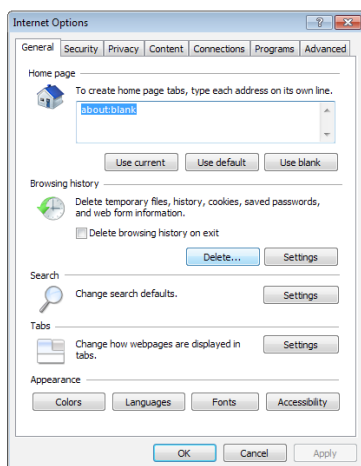 Internet Options
General Security Privacy Content Connections Programs Advanced
Home page
To create home page tabs, type each address on its own line.
about:blank
Use current Use default Use blank
Browsing history
Delete temporary files, history, cookies, saved passwords,
and web form information.
Delete browsing history on exit
Delete... Settings
Search
Change search defaults. Settings
Tabs
Change how webpages are displayed in Settings
tabs.
Appearance
Colors Languages Fonts Accessibility
OK Cancel Apply